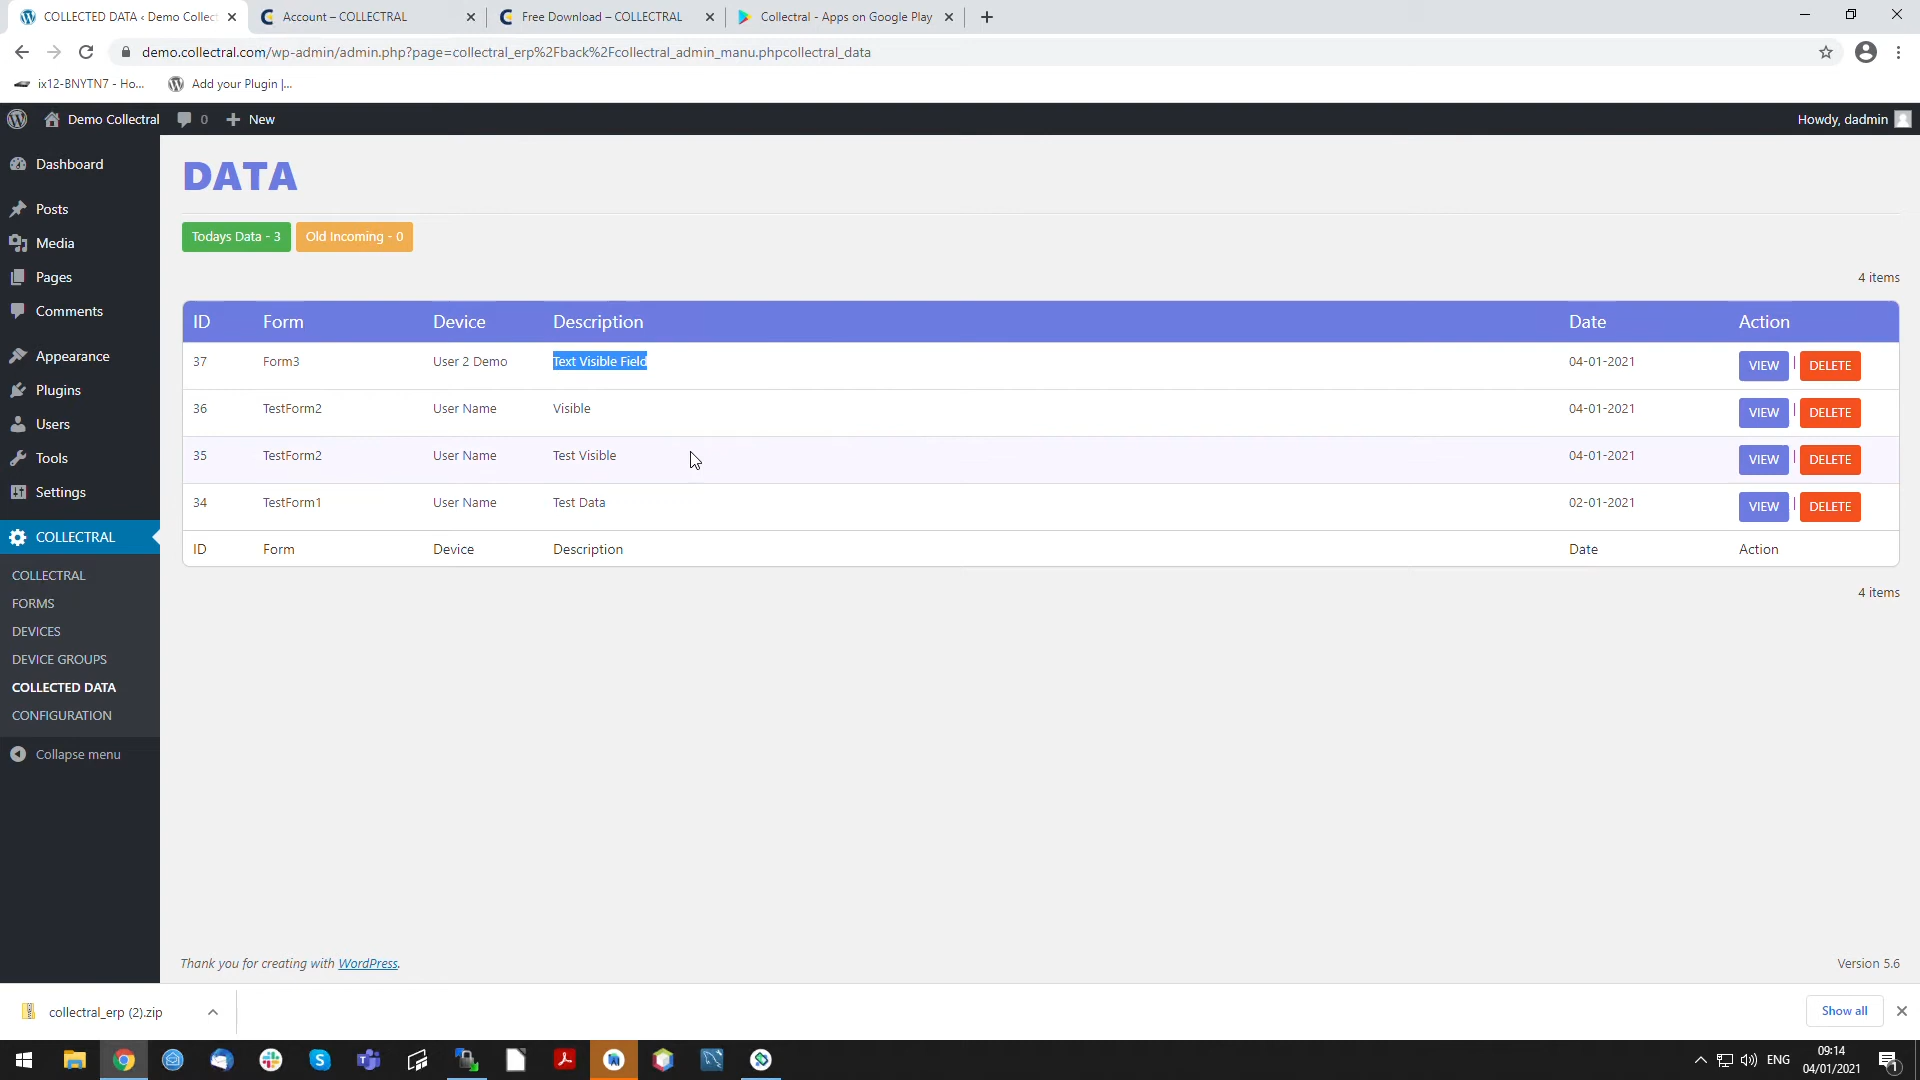 COLLECTED DATA ‹ Demo Collect
Account – COLLECTRAL
Free Download – COLLECTRAL
Collectral - Apps on Google Play
demo.collectral.com/wp-admin/admin.php?page=collectral_erp%2Fback%2Fcollectral_admin_manu.phpcollectral_data
ix12-BNYTN7 - Ho...
Add your Plugin |...
Demo Collectral
0
New
Howdy, dadmin
Dashboard
Posts
Media
Pages
Comments
Appearance
Plugins
Users
Tools
Settings
COLLECTRAL
COLLECTRAL
FORMS
DEVICES
DEVICE GROUPS
COLLECTED DATA
CONFIGURATION
Collapse menu
DATA
Todays Data - 3
Old Incoming - 0
4 items
ID Form Device Description Date Action
37 Form3 User 2 Demo Text Visible Field 04-01-2021 VIEW | DELETE
36 TestForm2 User Name Visible 04-01-2021 VIEW | DELETE
35 TestForm2 User Name Test Visible 04-01-2021 VIEW | DELETE
34 TestForm1 User Name Test Data 02-01-2021 VIEW | DELETE
ID Form Device Description Date Action
4 items
Thank you for creating with WordPress.
Version 5.6
collectral_erp (2).zip
Show all
ENG
09:14
04/01/2021
1